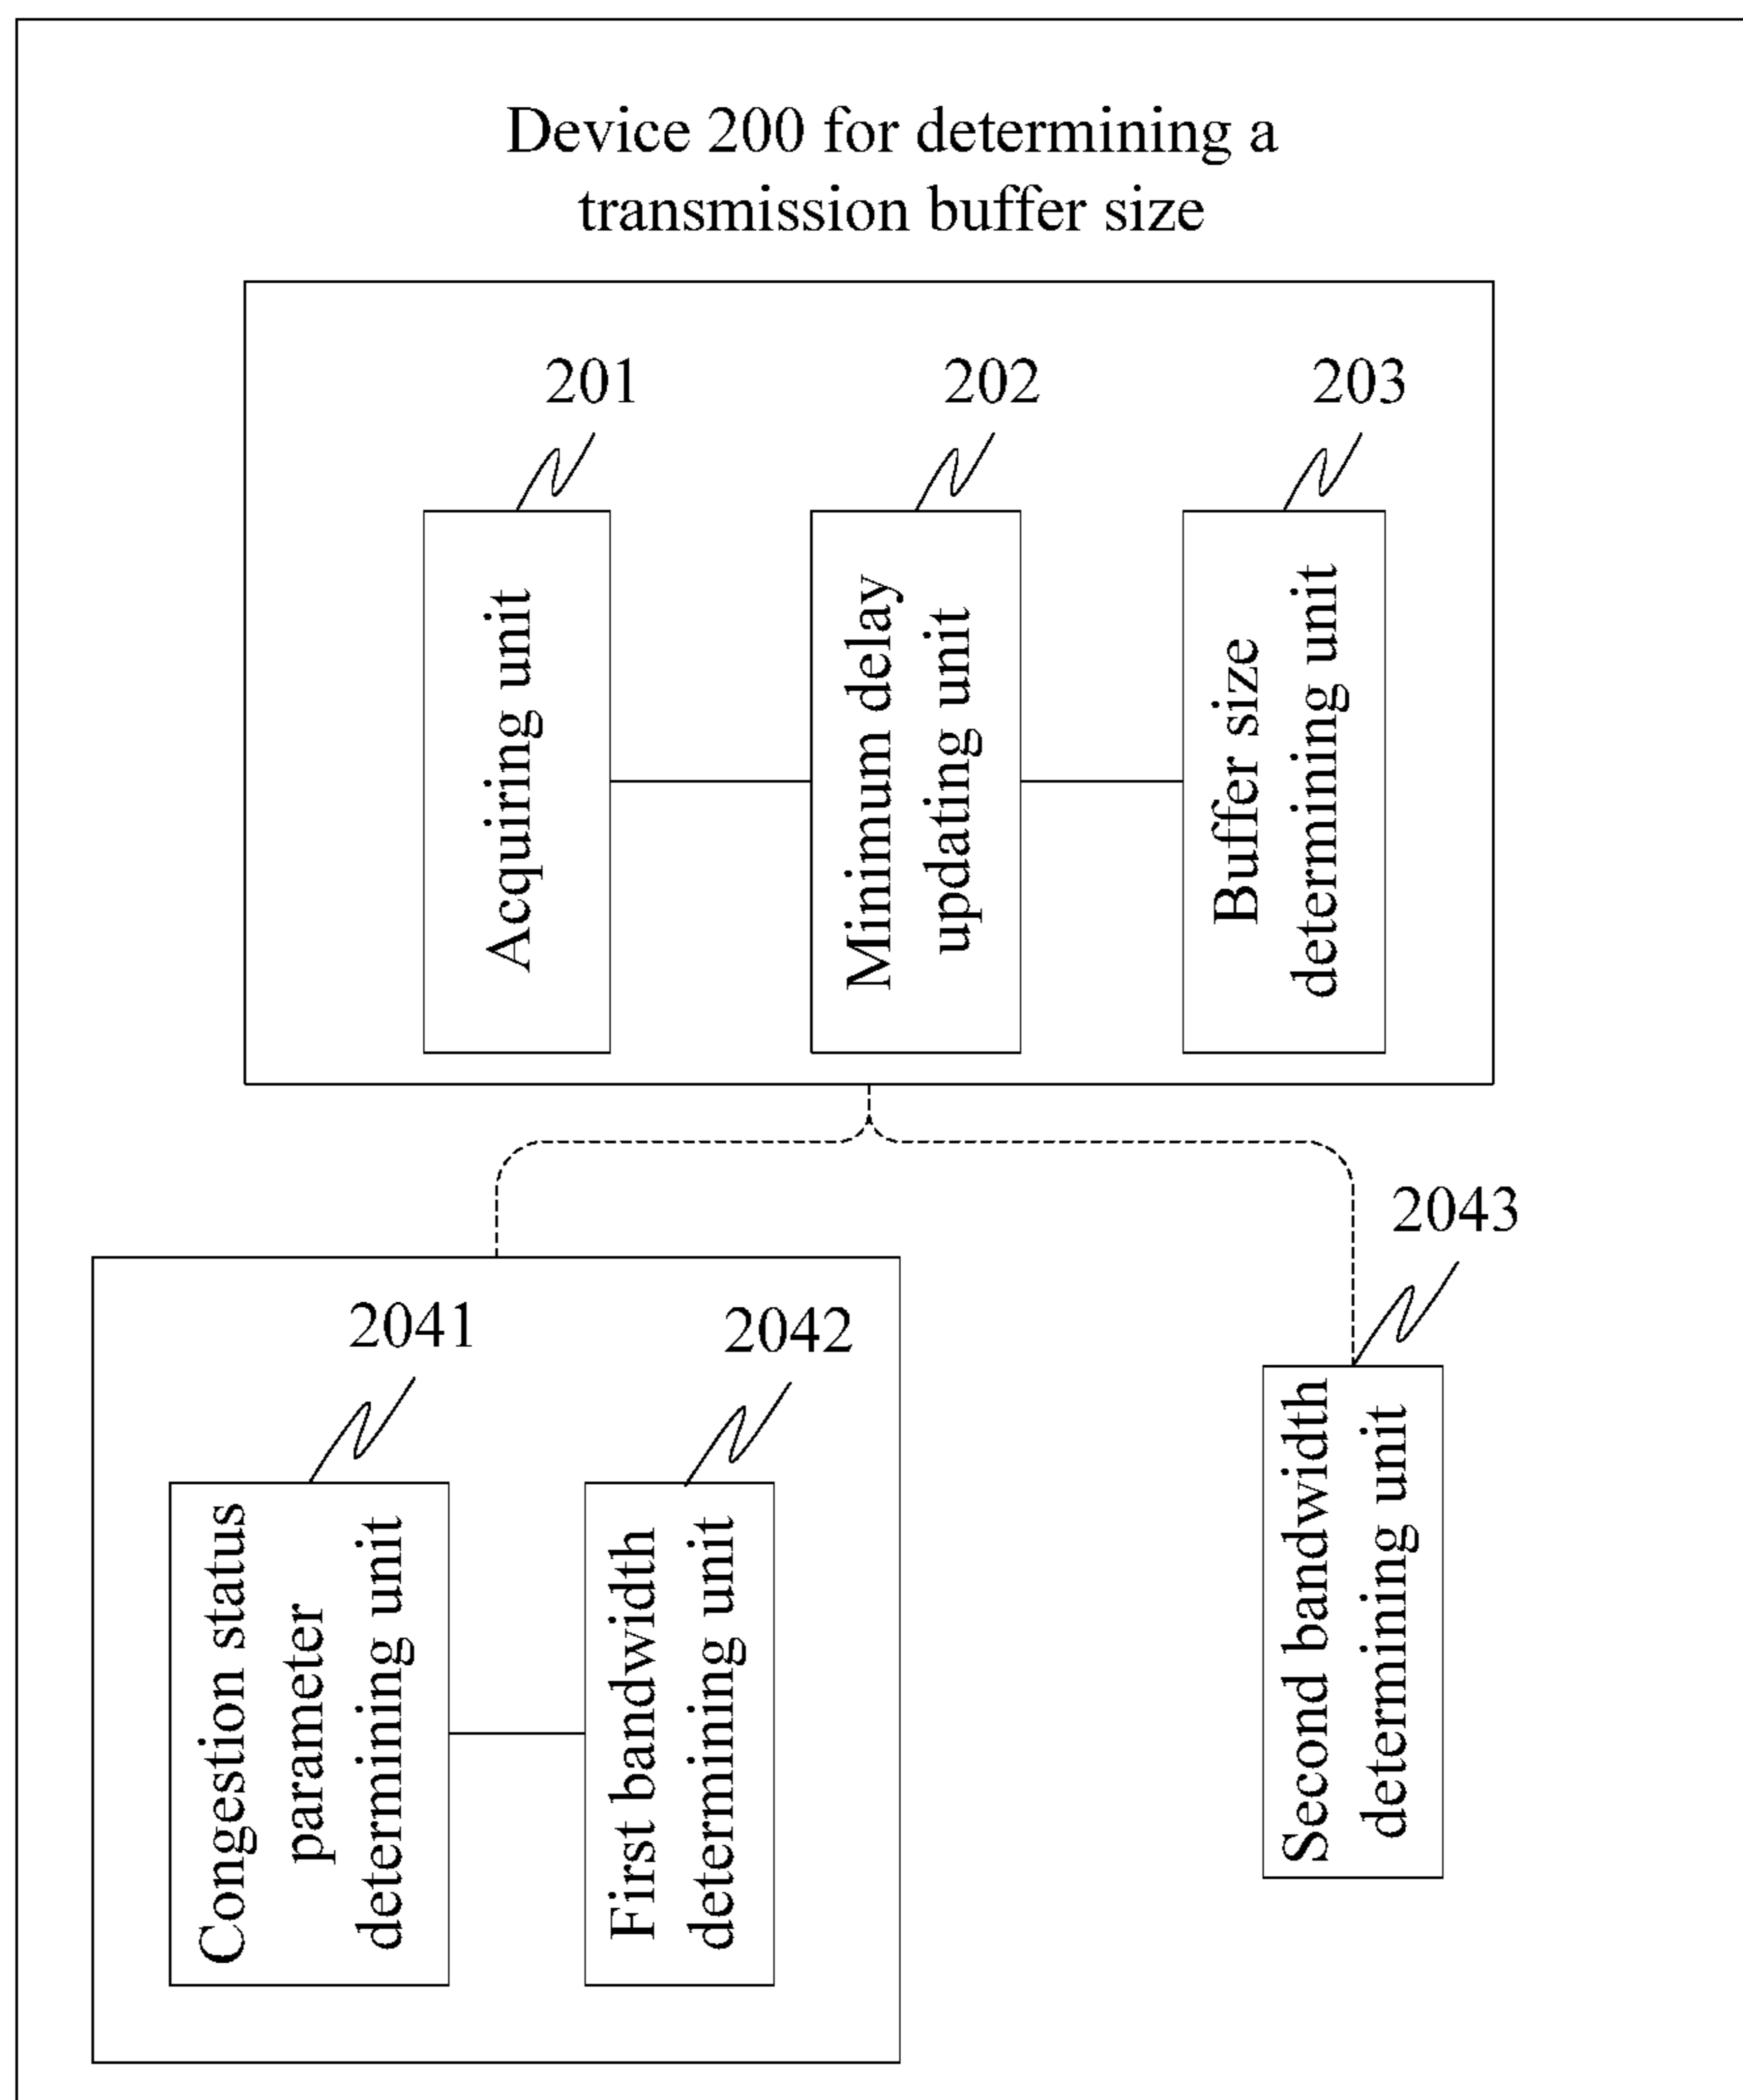 Device 200 for determining a
transmission buffer size
201
202
203
Acquiring unit
Minimum delay
updating unit
Buffer size
determining unit
2043
2041
2042
Congestion status
parameter
determining unit
First bandwidth
determining unit
Second bandwidth
determining unit